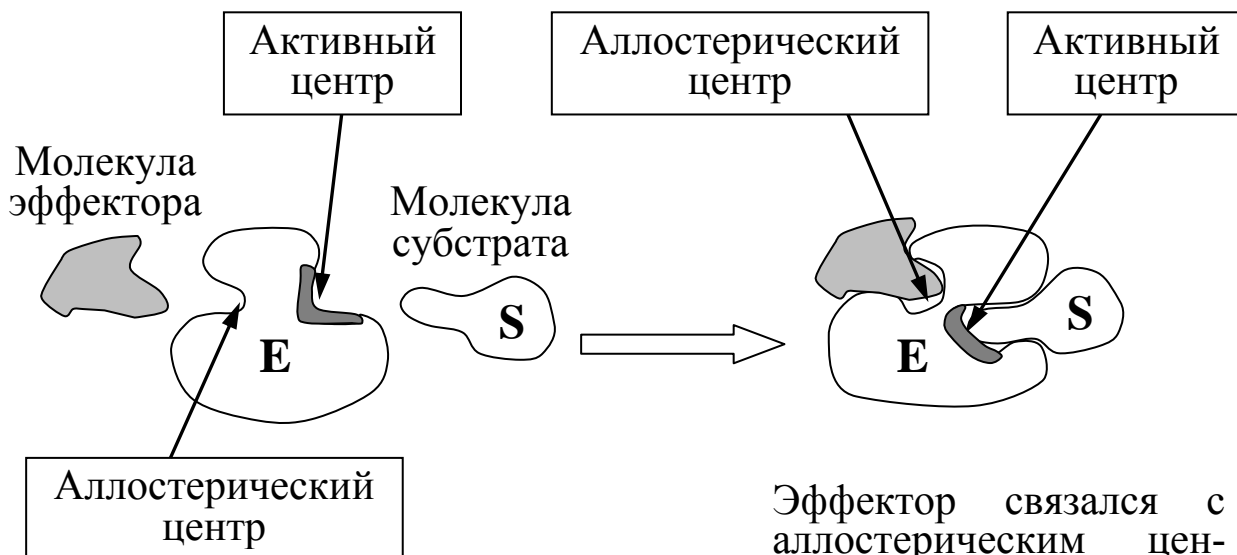 Активный
центр
Аллостерический
центр
Активный
центр
Молекула
эффектора
Молекула
субстрата
E
S
E
S
Аллостерический
центр
Эффектор связался с
аллостерическим цен-